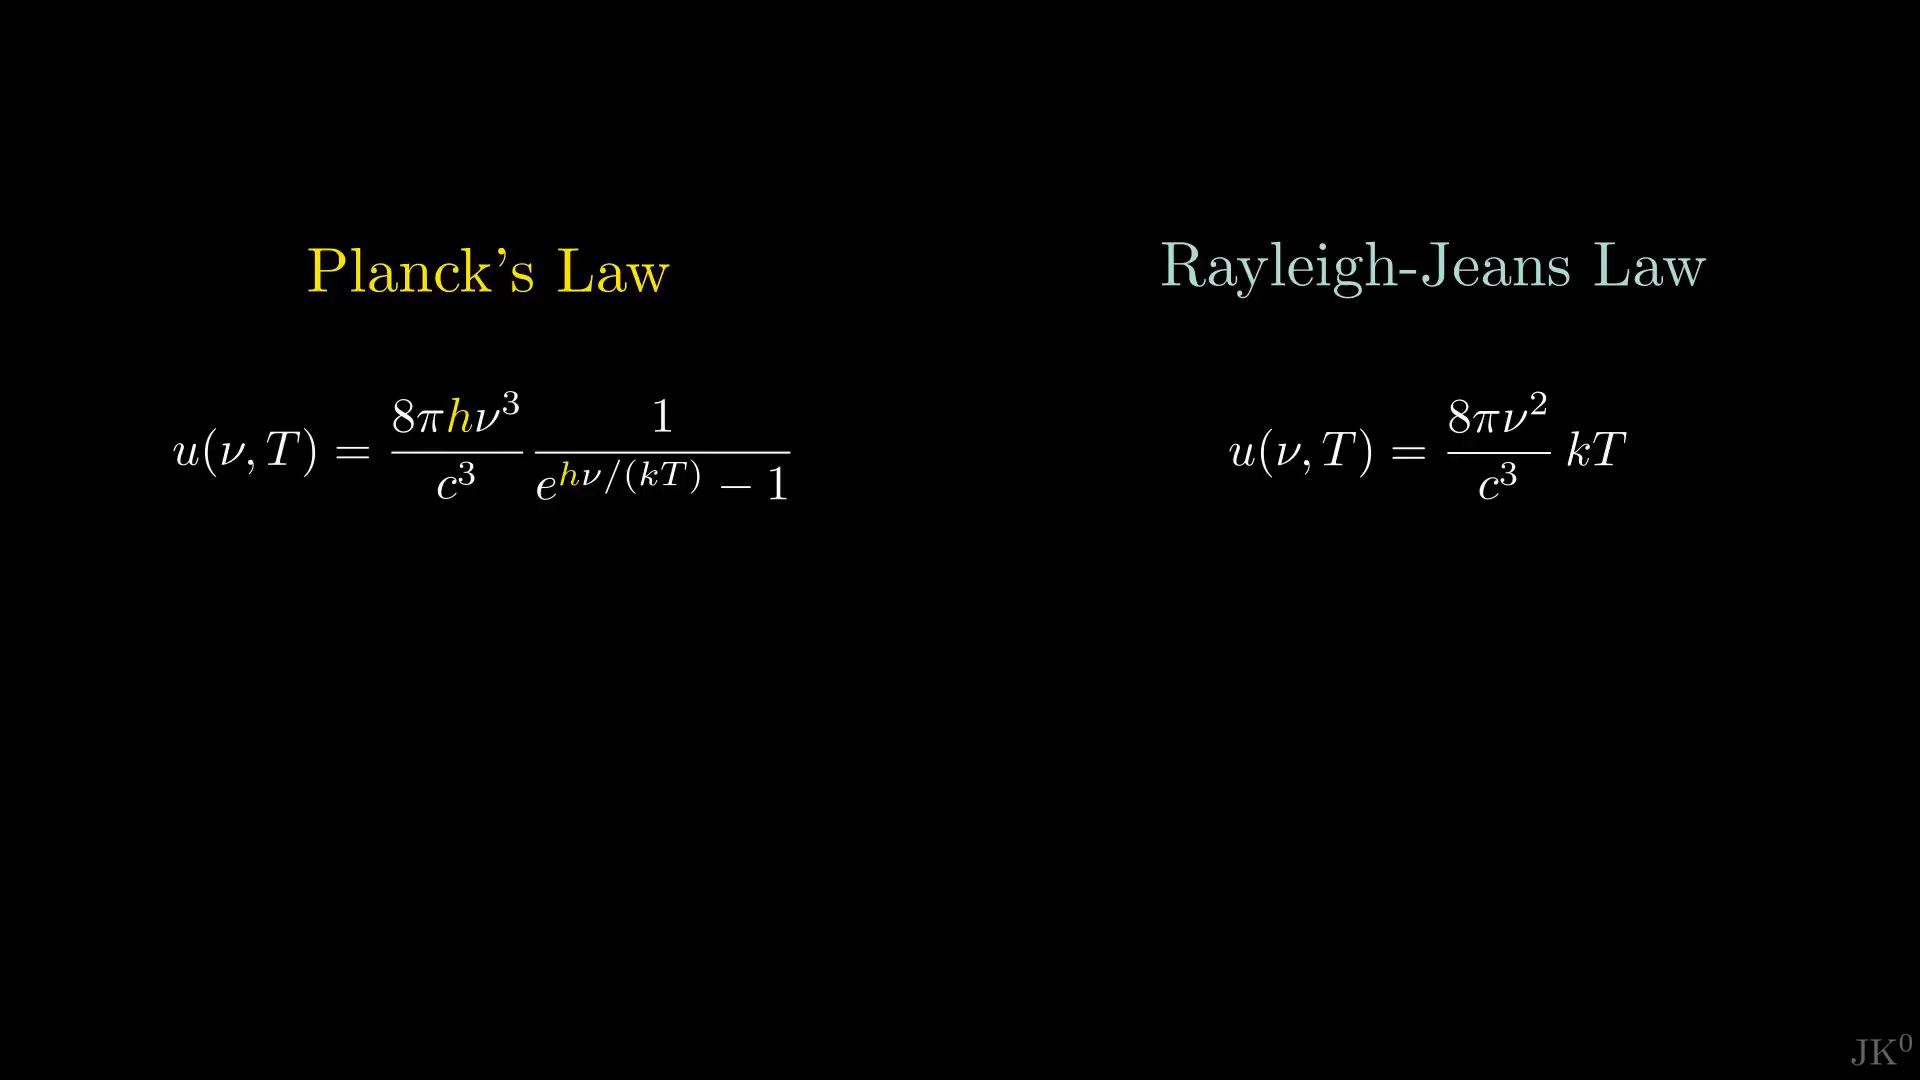 Planck's Law
Rayleigh-Jeans Law
u(ν, T) = 8πhν³/c³ 1/(e^{hν/(kT)} − 1)
u(ν, T) = 8πν²/c³ kT
JK⁰